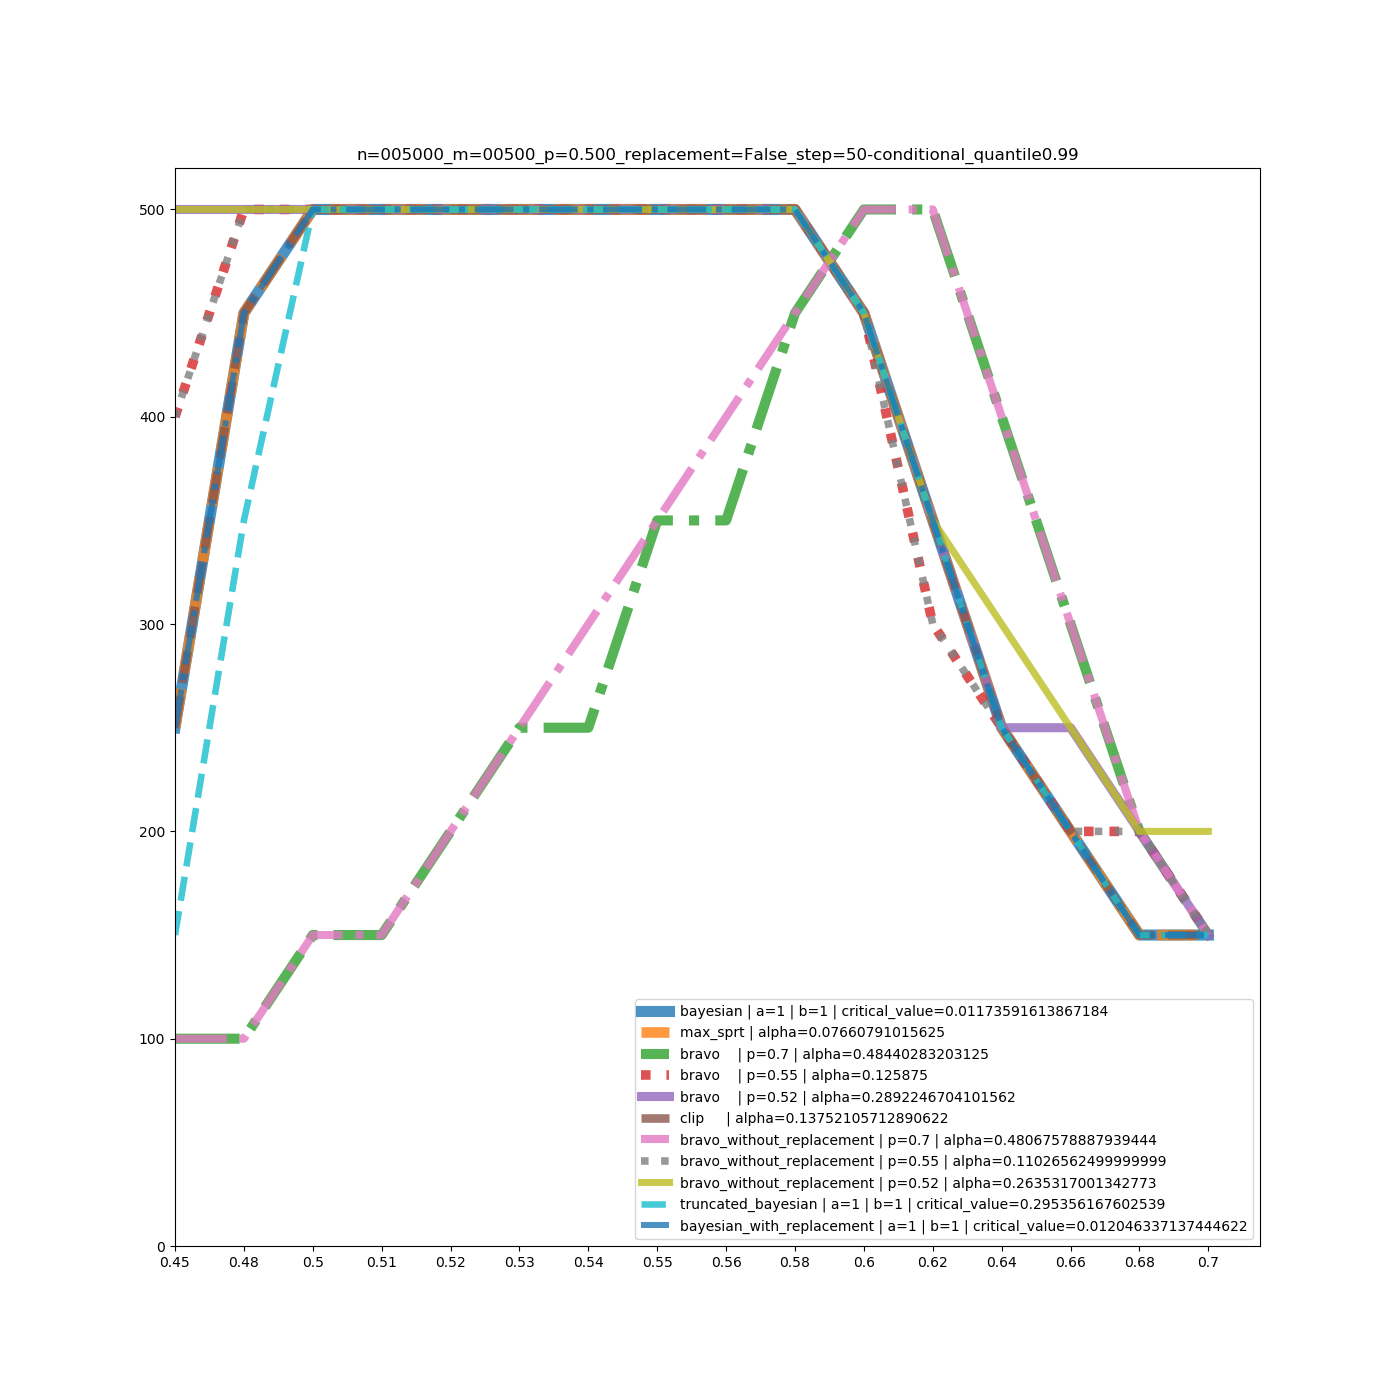 n=005000_m=00500_p=0.500_replacement=False_step=50-conditional_quantile0.99
500
400
300
200
100
0
0.45 0.48 0.5 0.51 0.52 0.53 0.54 0.55 0.56 0.58 0.6 0.62 0.64 0.66 0.68 0.7
bayesian | a=1 | b=1 | critical_value=0.01173591613867184
max_sprt | alpha=0.07660791015625
bravo    | p=0.7 | alpha=0.48440283203125
bravo    | p=0.55 | alpha=0.125875
bravo    | p=0.52 | alpha=0.2892246704101562
clip     | alpha=0.13752105712890622
bravo_without_replacement | p=0.7 | alpha=0.48067578887939444
bravo_without_replacement | p=0.55 | alpha=0.11026562499999999
bravo_without_replacement | p=0.52 | alpha=0.2635317001342773
truncated_bayesian | a=1 | b=1 | critical_value=0.295356167602539
bayesian_with_replacement | a=1 | b=1 | critical_value=0.012046337137444622